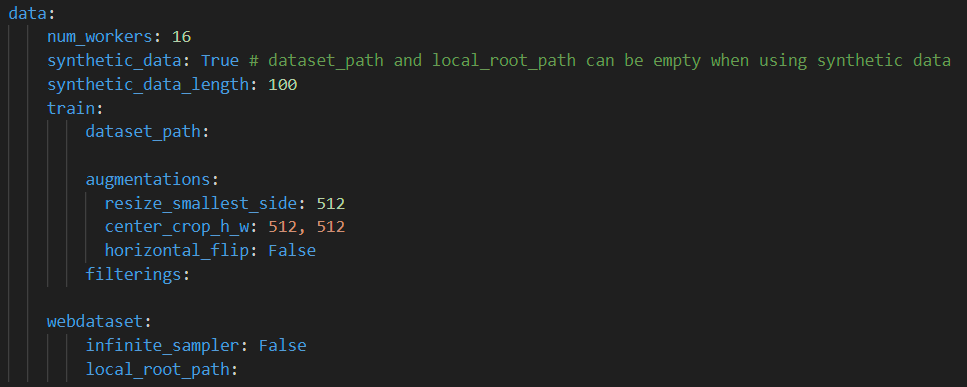 data:
num_workers: 16
synthetic_data: True # dataset_path and local_root_path can be empty when using synthetic data
synthetic_data_length: 100
train:
dataset_path:
augmentations:
resize_smallest_side: 512
center_crop_h_w: 512, 512
horizontal_flip: False
filterings:
webdataset:
infinite_sampler: False
local_root_path: